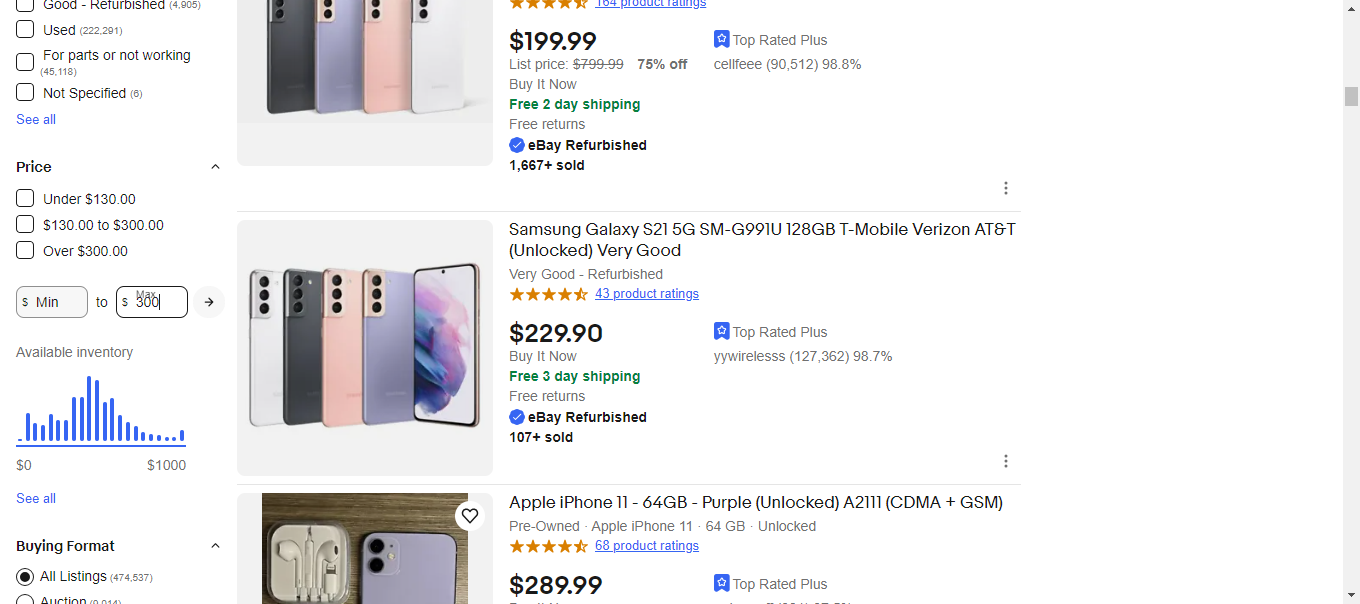 Good - Refurbished (4,905)
Used (222,291)
For parts or not working
(45,118)
Not Specified (6)
See all
Price
Under $130.00
$130.00 to $300.00
Over $300.00
$ Min to $ Max 300
Available inventory
$0 $1000
See all
Buying Format
All Listings (474,537)
Auction (9,014)
164 product ratings
$199.99
List price: $799.99 75% off
Buy It Now
Free 2 day shipping
Free returns
eBay Refurbished
1,667+ sold
Top Rated Plus
cellfeee (90,512) 98.8%
Samsung Galaxy S21 5G SM-G991U 128GB T-Mobile Verizon AT&T
(Unlocked) Very Good
Very Good - Refurbished
43 product ratings
$229.90
Buy It Now
Free 3 day shipping
Free returns
eBay Refurbished
107+ sold
Top Rated Plus
yywirelesss (127,362) 98.7%
Apple iPhone 11 - 64GB - Purple (Unlocked) A2111 (CDMA + GSM)
Pre-Owned · Apple iPhone 11 · 64 GB · Unlocked
68 product ratings
$289.99
Top Rated Plus